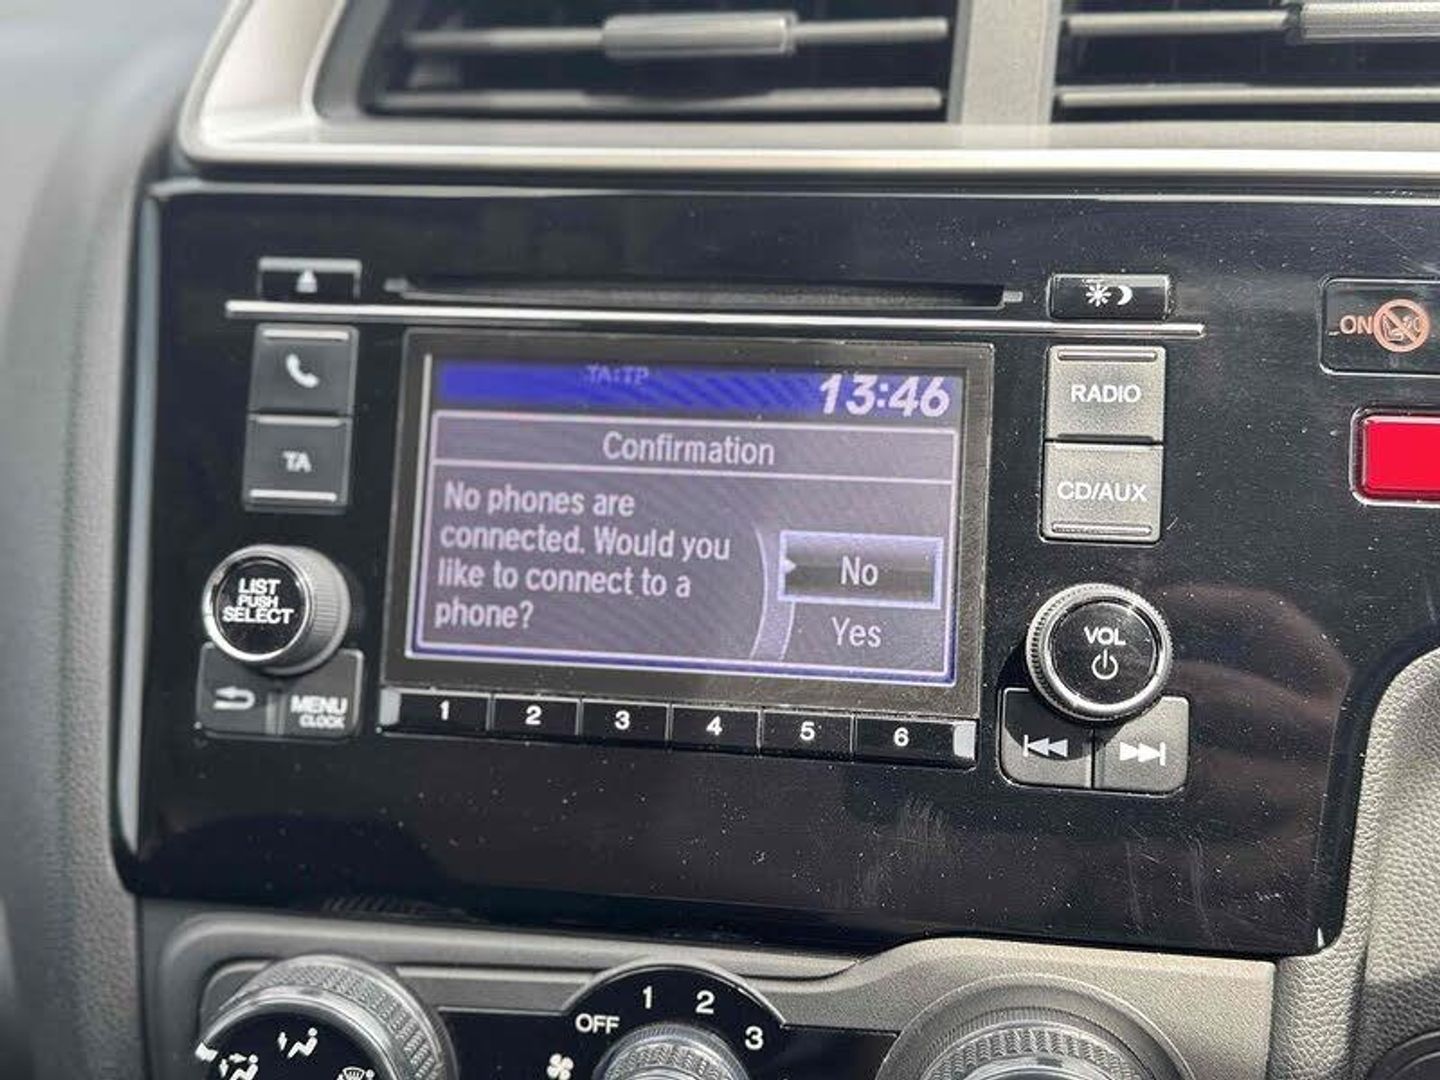 ON
TA:TP
13:46
Confirmation
No phones are
connected. Would you
like to connect to a
phone?
No
Yes
TA
LIST
PUSH
SELECT
MENU
CLOCK
RADIO
CD/AUX
VOL
1 2 3 4 5 6
OFF 1 2 3